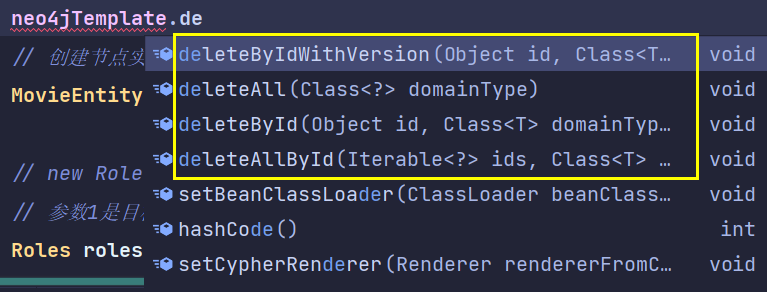 neo4jTemplate.de
// 创建节点实
deleteByIdWithVersion(Object id, Class<T… void
MovieEntity
deleteAll(Class<?> domainType) void
deleteById(Object id, Class<T> domainTyp… void
// new Role
deleteAllById(Iterable<?> ids, Class<T> … void
setBeanClassLoader(ClassLoader beanClass… void
// 参数1是目
hashCode() int
Roles roles
setCypherRenderer(Renderer rendererFromC… void